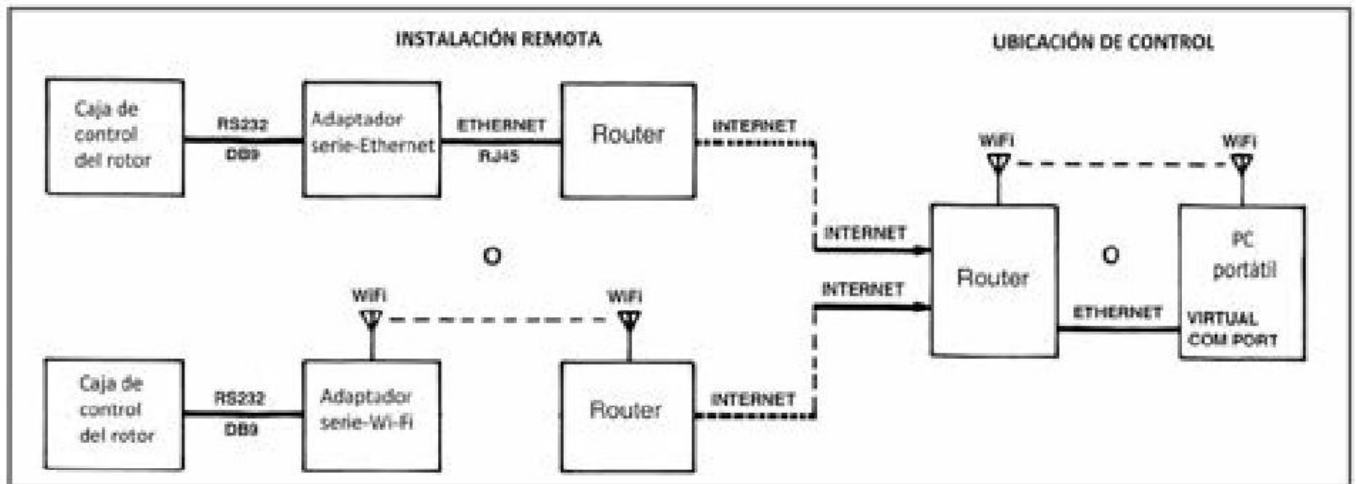 INSTALACIÓN REMOTA
UBICACIÓN DE CONTROL
Caja de
control
del rotor
RS232
DB9
Adaptador
serie-Ethernet
ETHERNET
RJ45
Router
INTERNET
O
WiFi
WiFi
Caja de
control
del rotor
RS232
DB9
Adaptador
serie-Wi-Fi
Router
INTERNET
INTERNET
INTERNET
WiFi
WiFi
Router
O
ETHERNET
PC
portátil
VIRTUAL
COM PORT